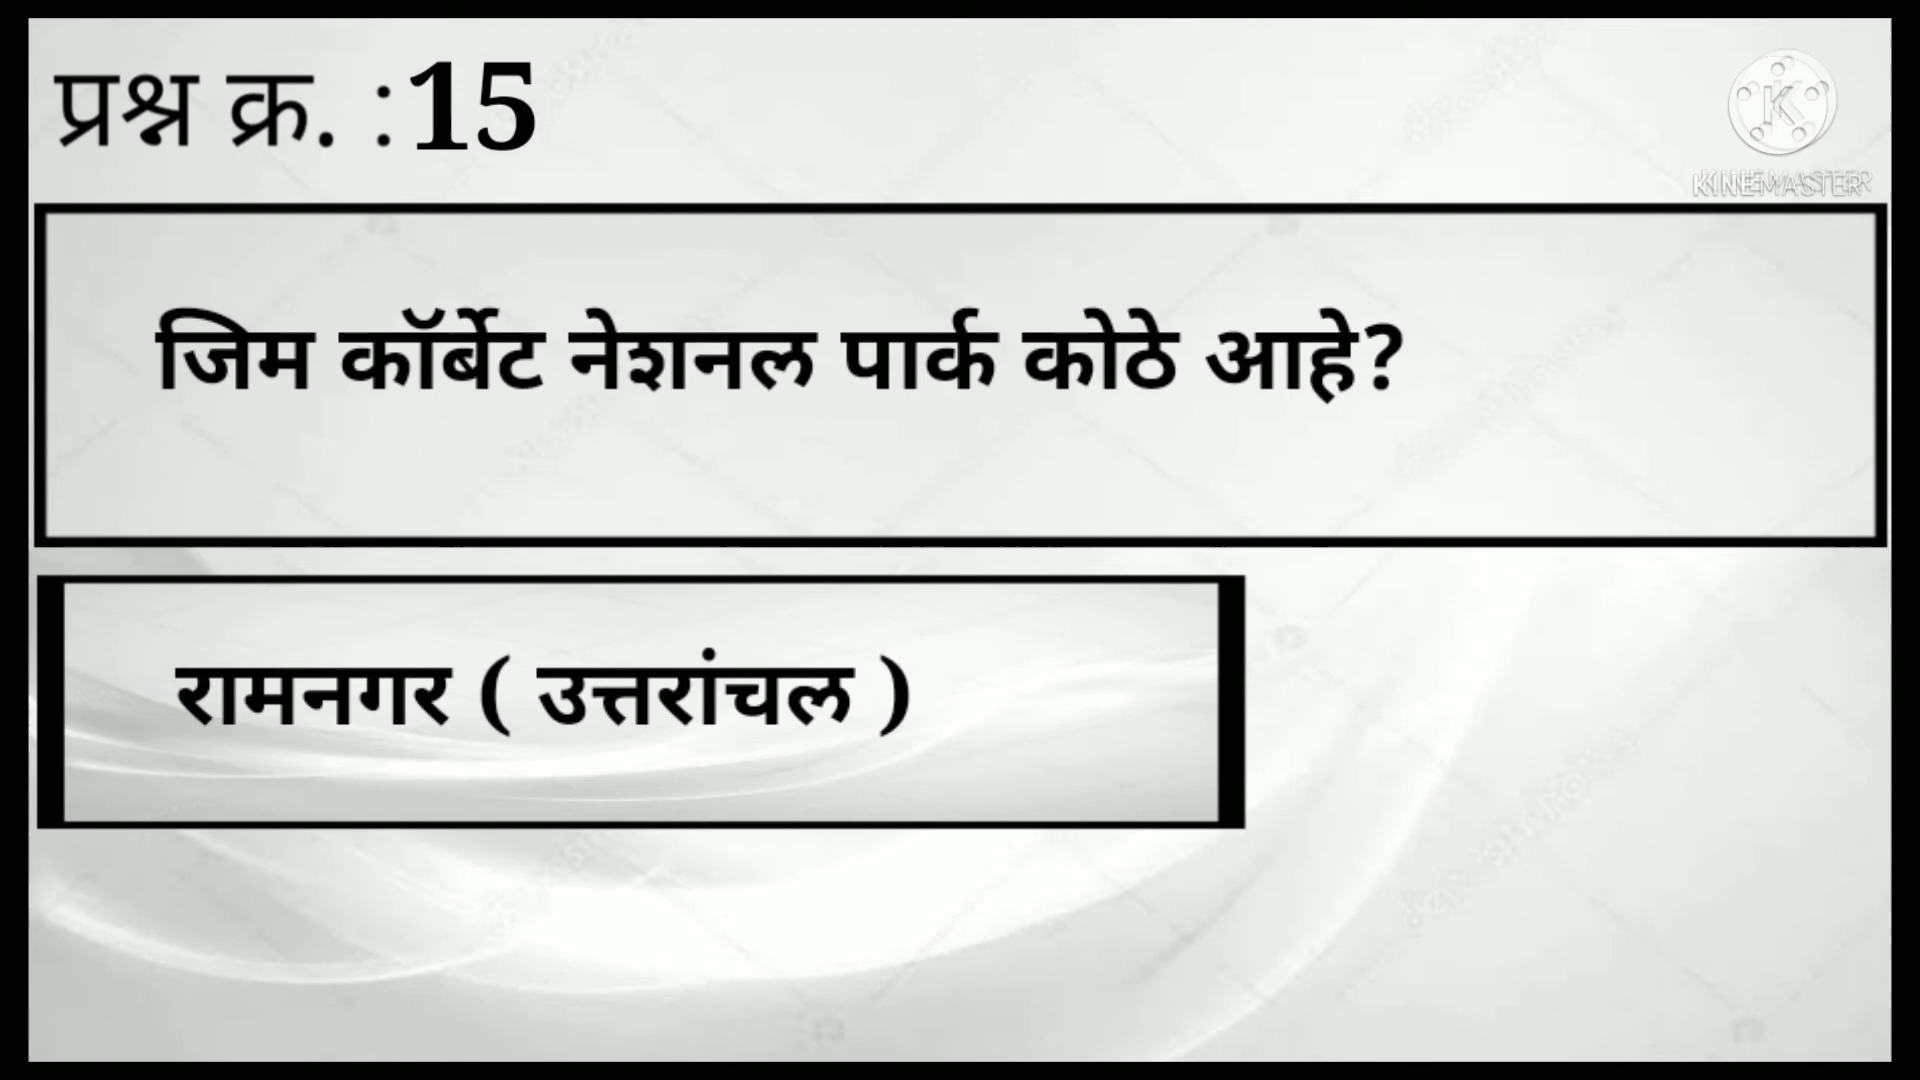 प्रश्न क्र. :15
KINEMASTER
जिम कॉर्बेट नेशनल पार्क कोठे आहे?
रामनगर ( उत्तरांचल )